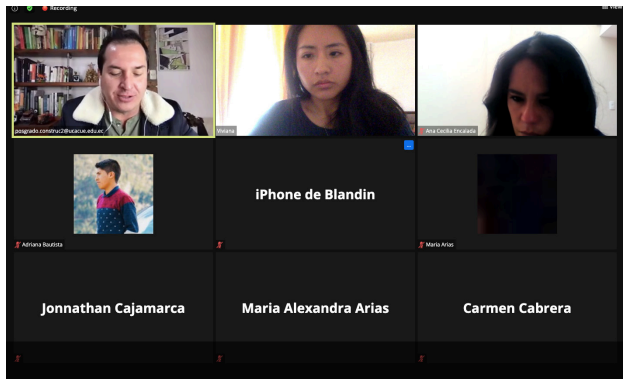 Recording
View
posgrado.construc2@ucacue.edu.ec
Viviana
Ana Cecilia Encalada
...
iPhone de Blandin
Adriana Bautista
Maria Arias
Jonnathan Cajamarca
Maria Alexandra Arias
Carmen Cabrera